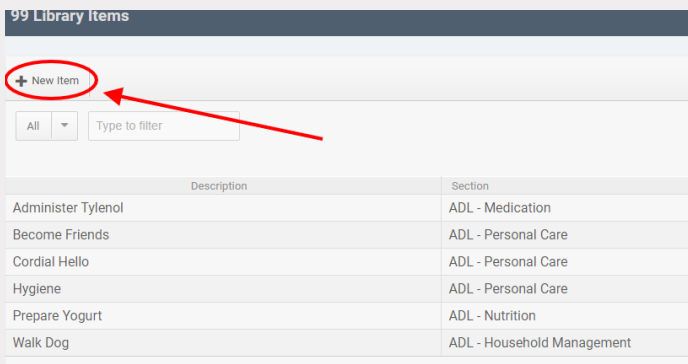 99 Library Items
New Item
All Type to filter
Description Section
Administer Tylenol ADL - Medication
Become Friends ADL - Personal Care
Cordial Hello ADL - Personal Care
Hygiene ADL - Personal Care
Prepare Yogurt ADL - Nutrition
Walk Dog ADL - Household Management